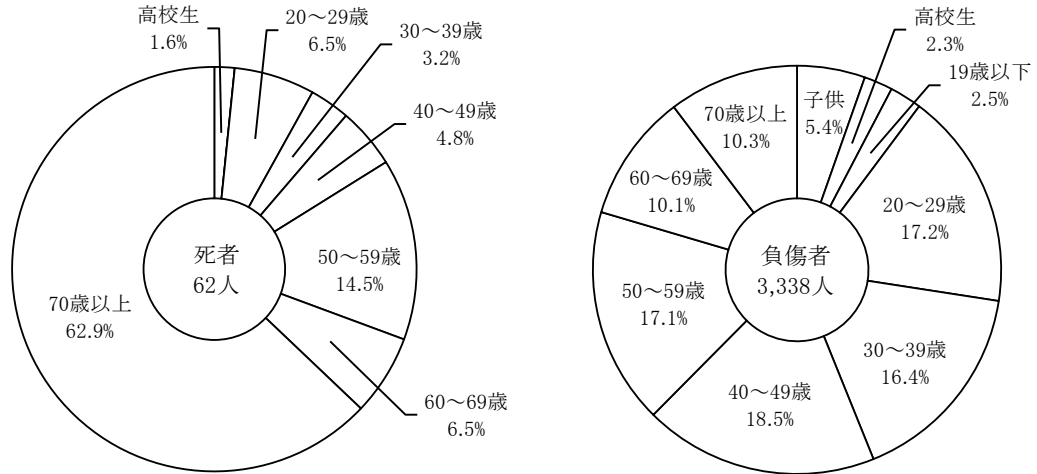 高校生
1.6%
20～29歳
6.5%
30～39歳
3.2%
40～49歳
4.8%
50～59歳
14.5%
60～69歳
6.5%
70歳以上
62.9%
死者
62人
子供
5.4%
高校生
2.3%
19歳以下
2.5%
20～29歳
17.2%
30～39歳
16.4%
40～49歳
18.5%
50～59歳
17.1%
60～69歳
10.1%
70歳以上
10.3%
負傷者
3,338人